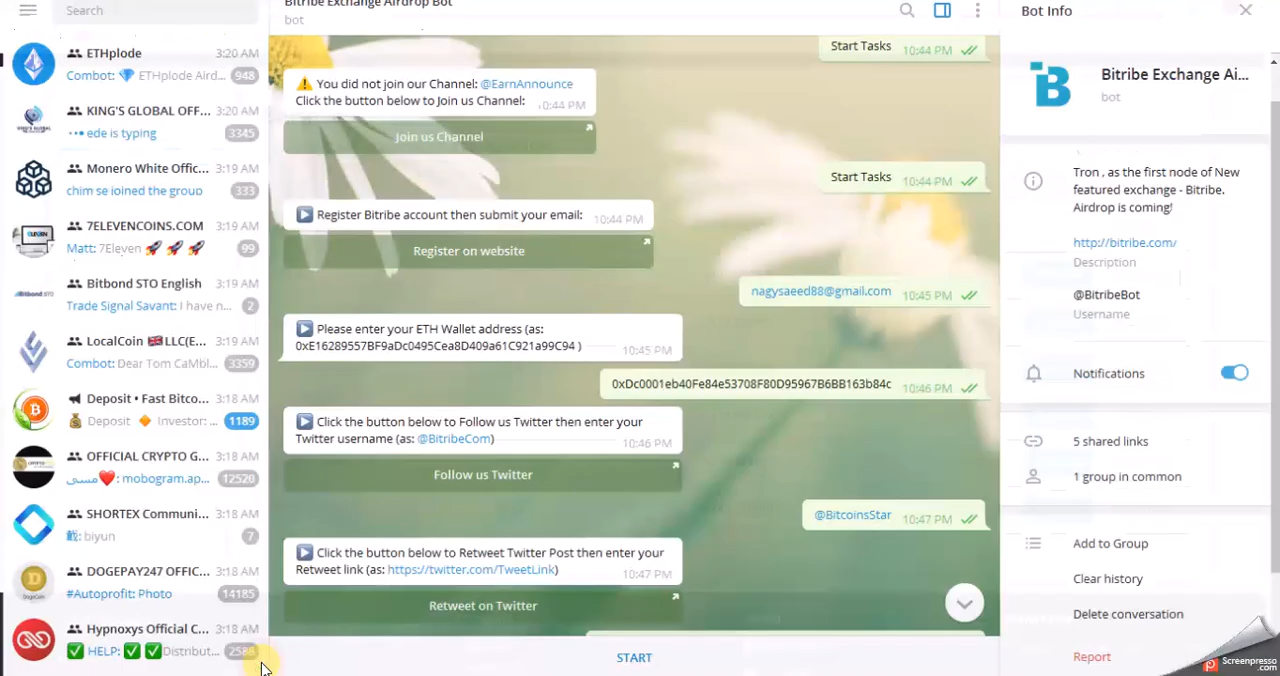 Search
ETHplode
3:20 AM
Combot: 💎 ETHplode Aird...
948
KING'S GLOBAL OFF...
3:20 AM
ede is typing
3345
Monero White Offic...
3:19 AM
chim se joined the group
333
7ELEVENCOINS.COM
3:19 AM
Matt: 7Eleven 🚀 🚀 🚀
99
Bitbond STO English
3:19 AM
Trade Signal Savant: I have n...
2
LocalCoin 🇬🇧LLC(E...
3:19 AM
Combot: Dear Tom CaMbl...
3359
Deposit • Fast Bitco...
3:18 AM
💰 Deposit 🔸 Investor: ...
1189
OFFICIAL CRYPTO G...
3:18 AM
مسی❤️: mobogram.ap...
12520
SHORTEX Communi...
3:18 AM
🛍: biyun
7
DOGEPAY247 OFFIC...
3:18 AM
#Autoprofit: Photo
14185
Hypnoxys Official C...
3:18 AM
✅ HELP: ✅ ✅Distribut...
2588
Bitribe Exchange Airdrop Bot
bot
Start Tasks
10:44 PM
⚠️ You did not join our Channel: @EarnAnnounce
Click the button below to Join us Channel:
10:44 PM
Join us Channel
Start Tasks
10:44 PM
▶️ Register Bitribe account then submit your email:
10:44 PM
Register on website
nagysaeed88@gmail.com
10:45 PM
▶️ Please enter your ETH Wallet address (as:
0xE16289557BF9aDc0495Cea8D409a61C921a99C94 )
10:45 PM
0xDc0001eb40Fe84e53708F80D95967B6BB163b84c
10:46 PM
▶️ Click the button below to Follow us Twitter then enter your
Twitter username (as: @BitribeCom)
10:46 PM
Follow us Twitter
@BitcoinsStar
10:47 PM
▶️ Click the button below to Retweet Twitter Post then enter your
Retweet link (as: https://twitter.com/TweetLink)
10:47 PM
Retweet on Twitter
START
Bot Info
Bitribe Exchange Ai...
bot
Tron , as the first node of New
featured exchange - Bitribe.
Airdrop is coming!
http://bitribe.com/
Description
@BitribeBot
Username
Notifications
5 shared links
1 group in common
Add to Group
Clear history
Delete conversation
Report
Screenpresso
.com